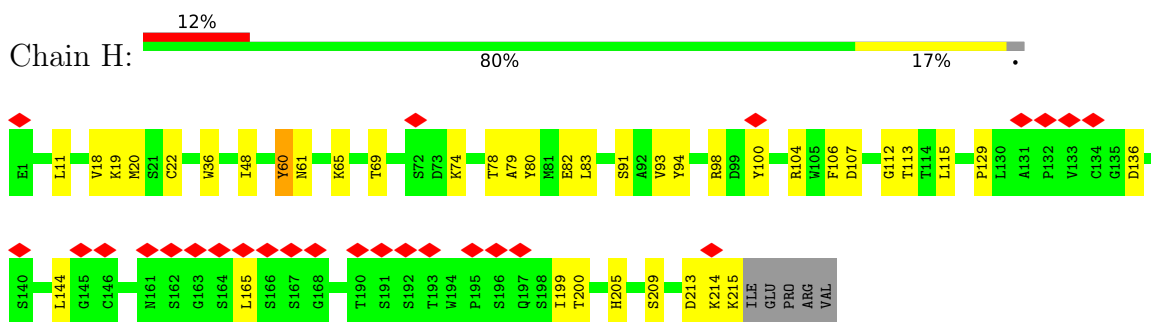 12%
Chain H:
80%
17%
•
E1 L11 V18 K19 M20 S21 C22 W36 I48 Y60 N61 K65 T69 S72 D73 K74 T78 A79 Y80 M81 E82 L83 S91 A92 V93 Y94 R98 D99 Y100 R104 W105 F106 D107 G112 T113 T114 L115 P129 L130 A131 P132 V133 C134 G135 D136
S140 L144 G145 C146 N161 S162 G163 S164 L165 S166 S167 G168 T190 S191 S192 T193 W194 P195 S196 Q197 S198 I199 T200 H205 S209 D213 K214 K215 ILE GLU PRO ARG VAL